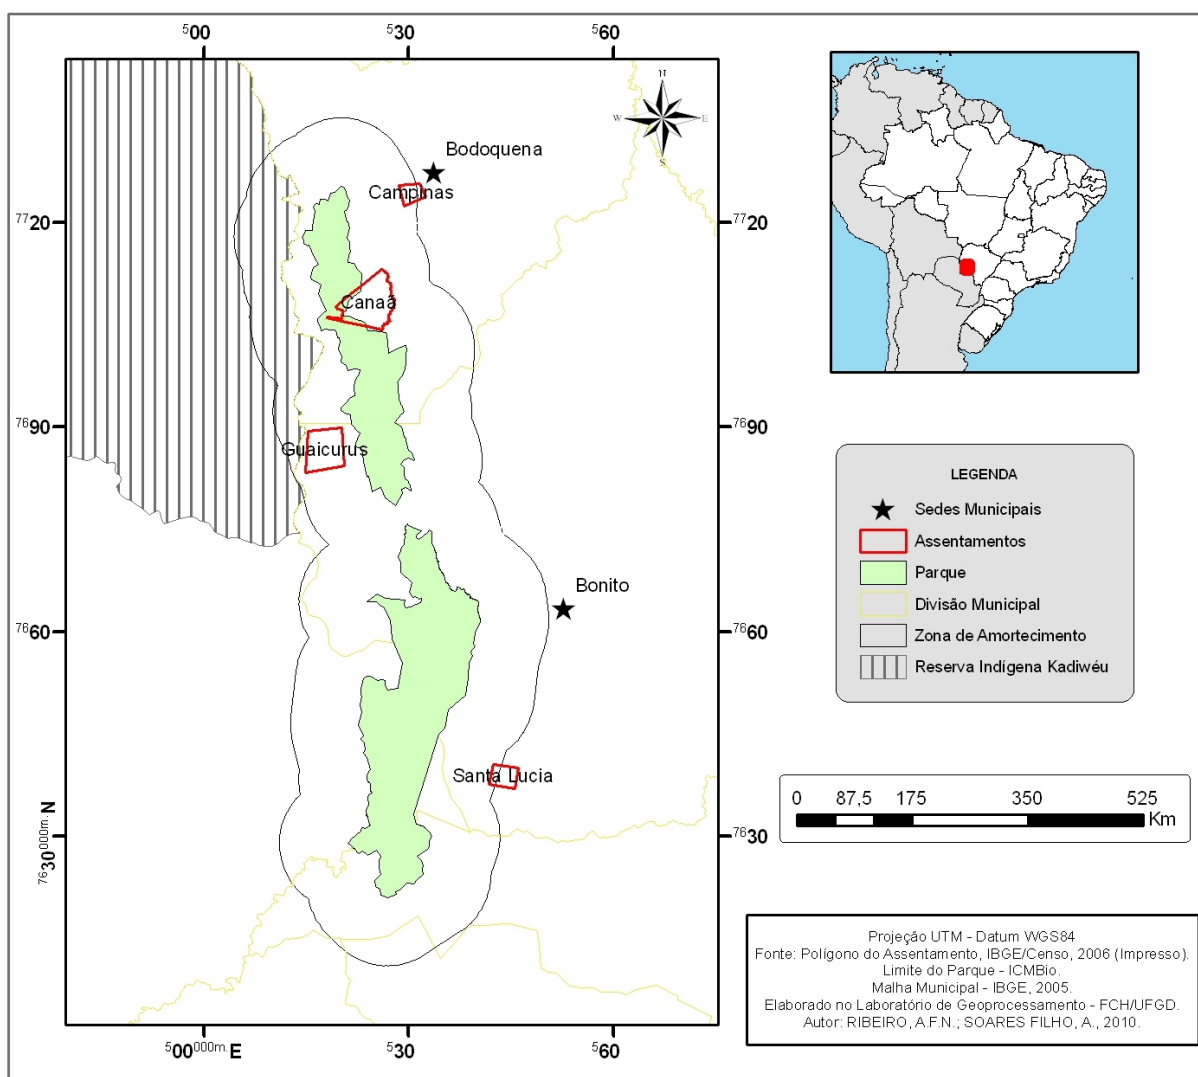 500 530 560
N
W E
S
Bodoquena
Campinas
7720 7720
Canaã
7690 7690
Guaicurus
Bonito
7660 7660
Santa Lucia
7630000m. N 7630
500000m. E 530 560
LEGENDA
Sedes Municipais
Assentamentos
Parque
Divisão Municipal
Zona de Amortecimento
Reserva Indígena Kadiwéu
0 87,5 175 350 525
Km
Projeção UTM - Datum WGS84
Fonte: Polígono do Assentamento, IBGE/Censo, 2006 (Impresso).
Limite do Parque - ICMBio.
Malha Municipal - IBGE, 2005.
Elaborado no Laboratório de Geoprocessamento - FCH/UFGD.
Autor: RIBEIRO, A.F.N.; SOARES FILHO, A., 2010.